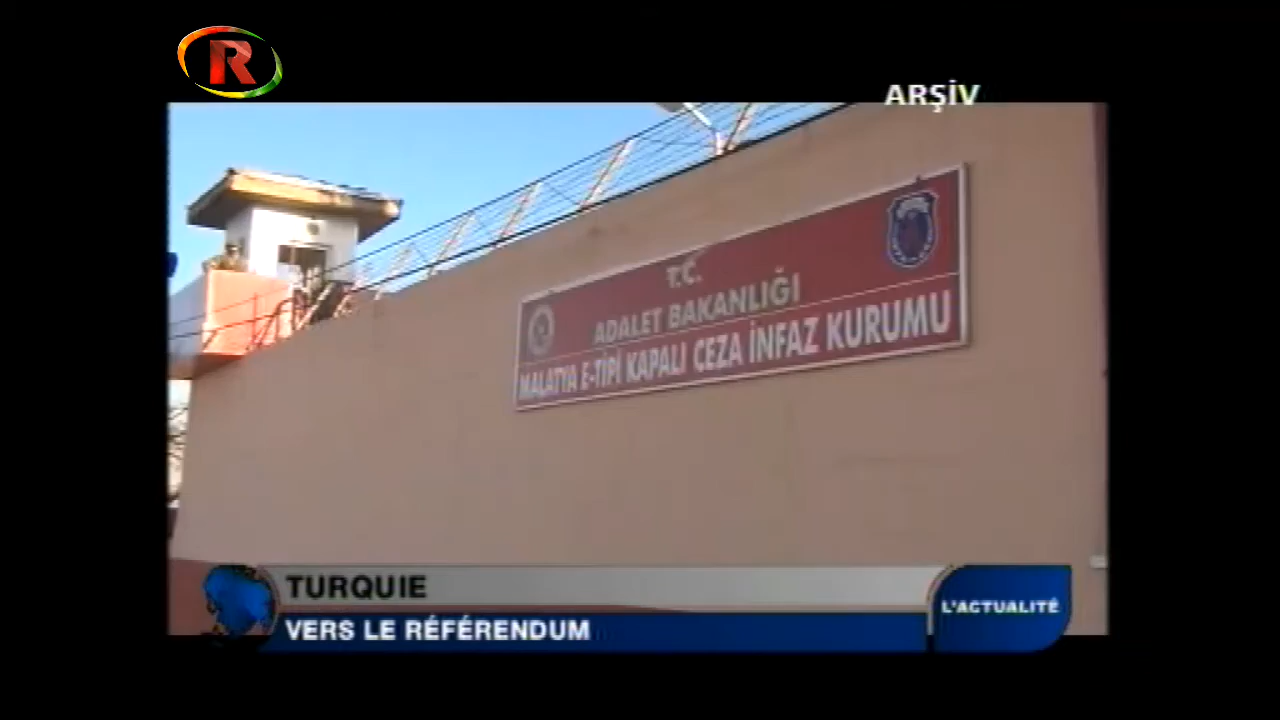 R
ARŞİV
T.C.
ADALET BAKANLIĞI
MALATYA E-TİPİ KAPALI CEZA İNFAZ KURUMU
TURQUIE
L'ACTUALITÉ
VERS LE RÉFÉRENDUM